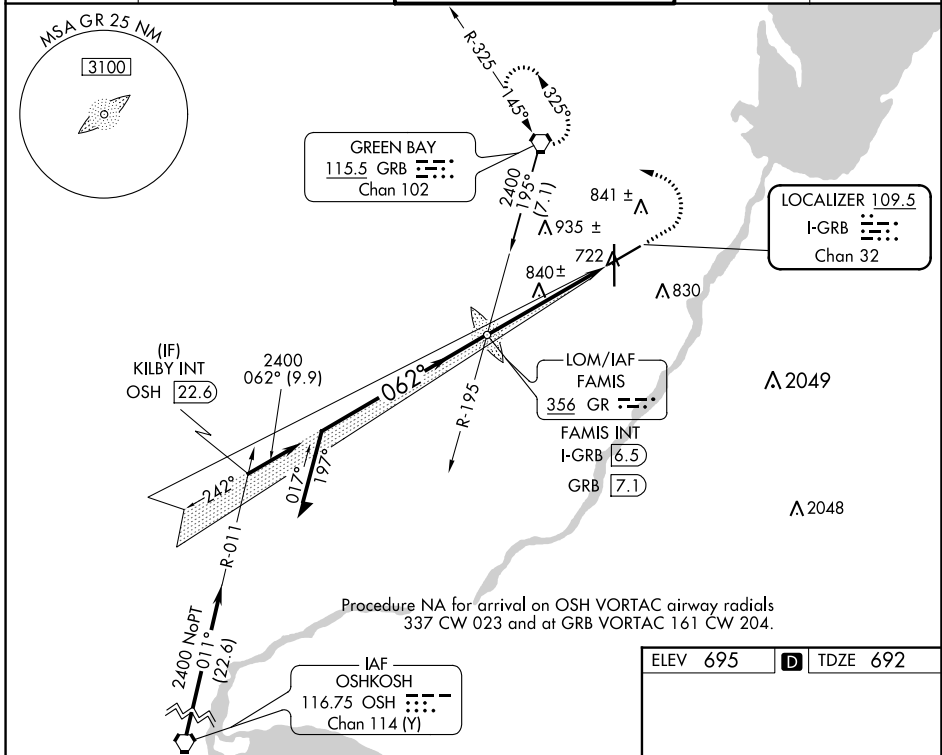 MSA GR 25 NM
3100
R-325
145°
325°
GREEN BAY
115.5 GRB
Chan 102
2400
195°
(7.1)
841 ±
935 ±
722
840 ±
830
LOCALIZER 109.5
I-GRB
Chan 32
(IF)
KILBY INT
OSH 22.6
2400
062° (9.9)
062°
LOM/IAF
FAMIS
356 GR
FAMIS INT
I-GRB 6.5
GRB 7.1
R-195
2049
242°
017°
197°
2048
R-011
2400 NoPT
011°
(22.6)
Procedure NA for arrival on OSH VORTAC airway radials
337 CW 023 and at GRB VORTAC 161 CW 204.
IAF
OSHKOSH
116.75 OSH
Chan 114 (Y)
ELEV 695 D TDZE 692